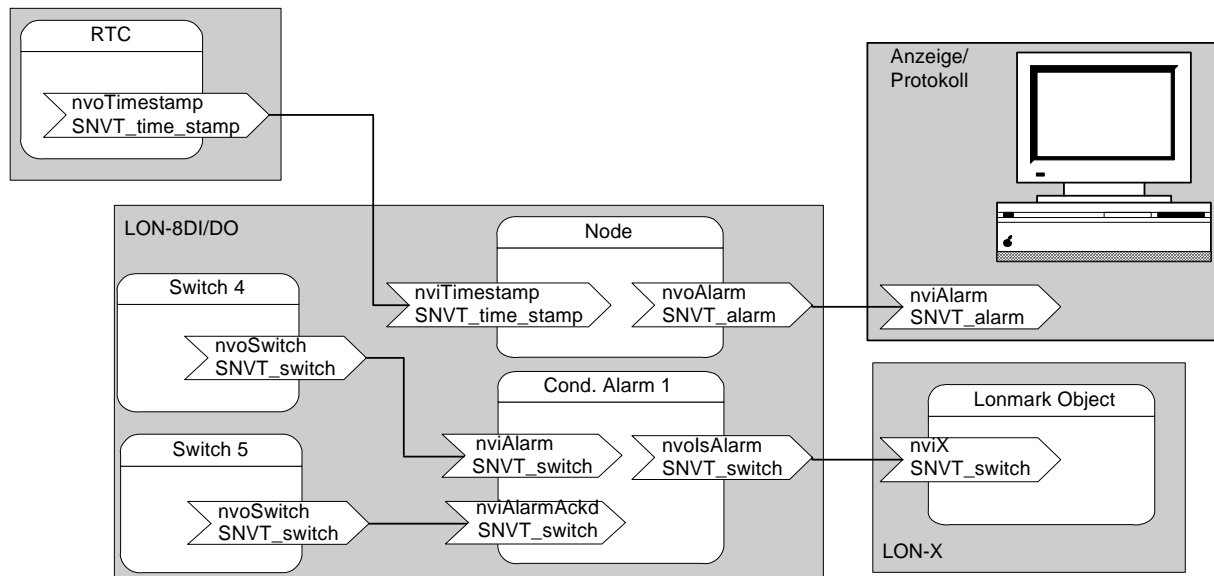 RTC
nvoTimestamp
SNVT_time_stamp
Anzeige/
Protokoll
LON-8DI/DO
Node
Switch 4
nviTimestamp
SNVT_time_stamp
nvoAlarm
SNVT_alarm
nviAlarm
SNVT_alarm
nvoSwitch
SNVT_switch
Cond. Alarm 1
Lonmark Object
Switch 5
nviAlarm
SNVT_switch
nvoIsAlarm
SNVT_switch
nviX
SNVT_switch
nvoSwitch
SNVT_switch
nviAlarmAckd
SNVT_switch
LON-X